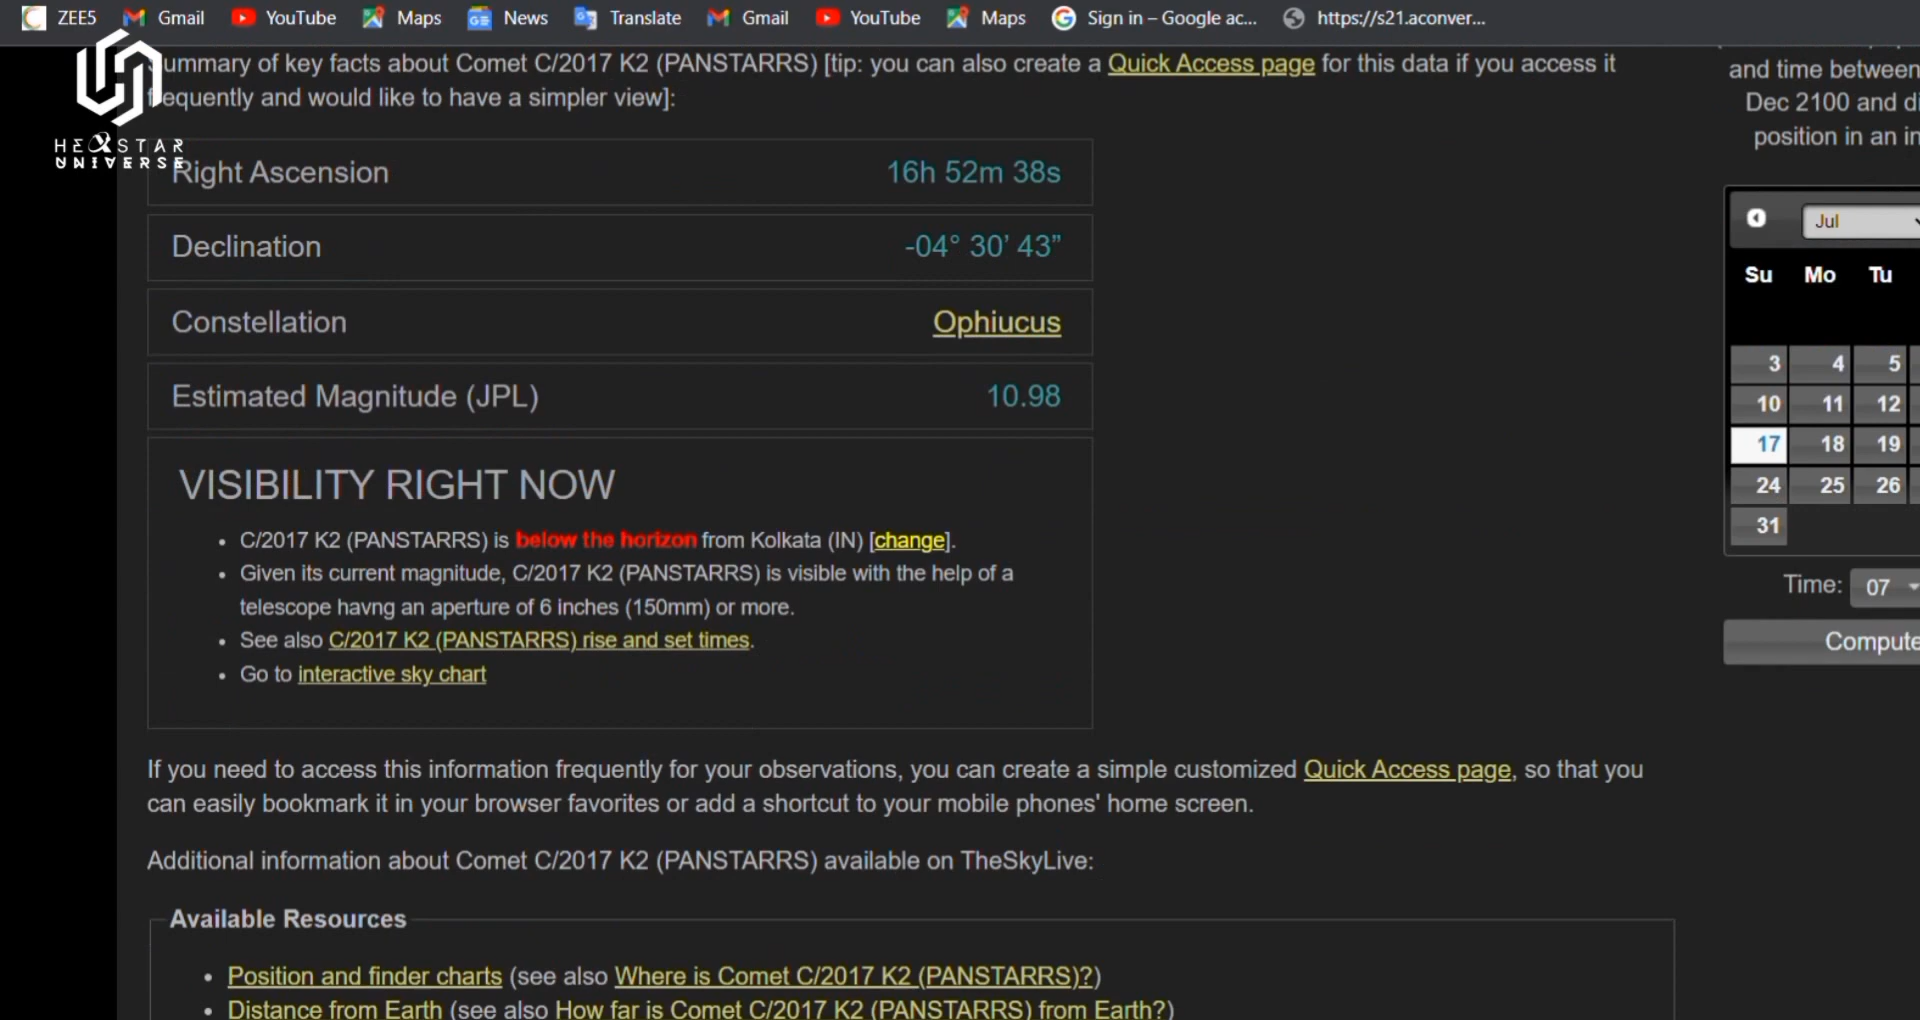 ZEE5 Gmail YouTube Maps News Translate Gmail YouTube Maps Sign in – Google ac... https://s21.aconver...
HEXSTAR
UNIVERSE
Summary of key facts about Comet C/2017 K2 (PANSTARRS) [tip: you can also create a Quick Access page for this data if you access it
frequently and would like to have a simpler view]:
Right Ascension 16h 52m 38s
Declination -04° 30’ 43”
Constellation Ophiucus
Estimated Magnitude (JPL) 10.98
VISIBILITY RIGHT NOW
• C/2017 K2 (PANSTARRS) is below the horizon from Kolkata (IN) [change].
• Given its current magnitude, C/2017 K2 (PANSTARRS) is visible with the help of a
telescope havng an aperture of 6 inches (150mm) or more.
• See also C/2017 K2 (PANSTARRS) rise and set times.
• Go to interactive sky chart
If you need to access this information frequently for your observations, you can create a simple customized Quick Access page, so that you
can easily bookmark it in your browser favorites or add a shortcut to your mobile phones' home screen.
Additional information about Comet C/2017 K2 (PANSTARRS) available on TheSkyLive:
Available Resources
• Position and finder charts (see also Where is Comet C/2017 K2 (PANSTARRS)?)
• Distance from Earth (see also How far is Comet C/2017 K2 (PANSTARRS) from Earth?)
and time between
Dec 2100 and di
position in an in
Jul
Su Mo Tu
3 4 5
10 11 12
17 18 19
24 25 26
31
Time: 07
Compute